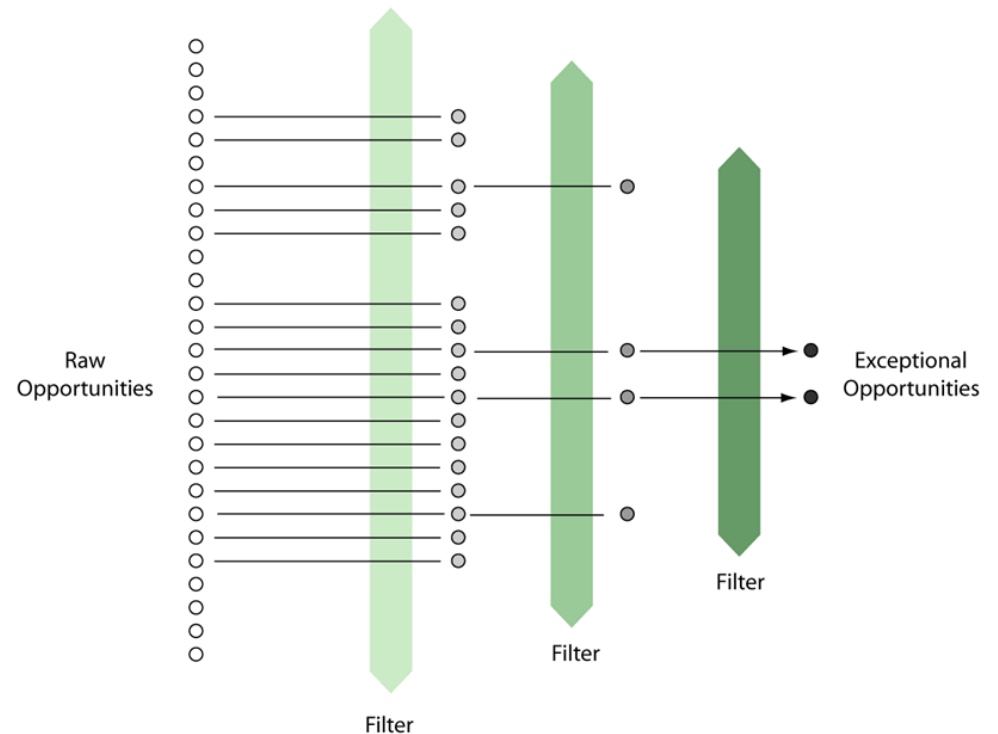 Raw
Opportunities
Exceptional
Opportunities
Filter
Filter
Filter